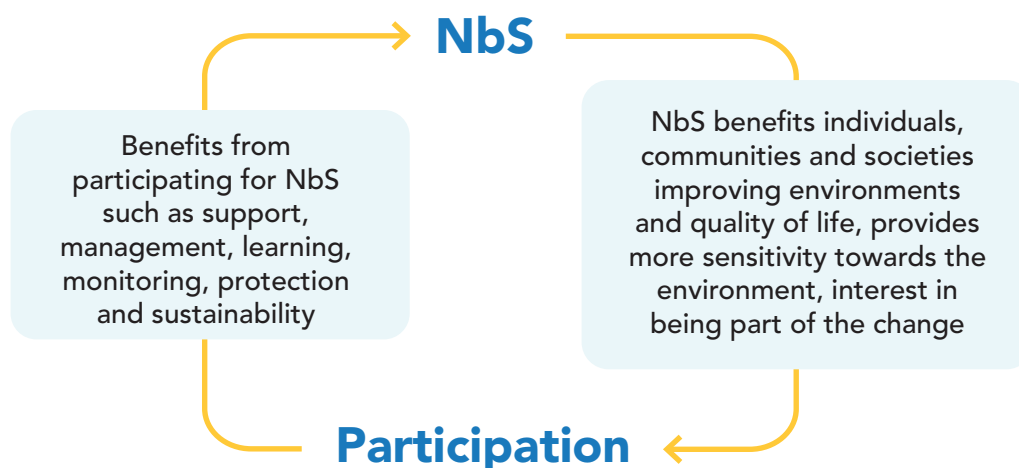 NbS
Benefits from
participating for NbS
such as support,
management, learning,
monitoring, protection
and sustainability
NbS benefits individuals,
communities and societies
improving environments
and quality of life, provides
more sensitivity towards the
environment, interest in
being part of the change
Participation